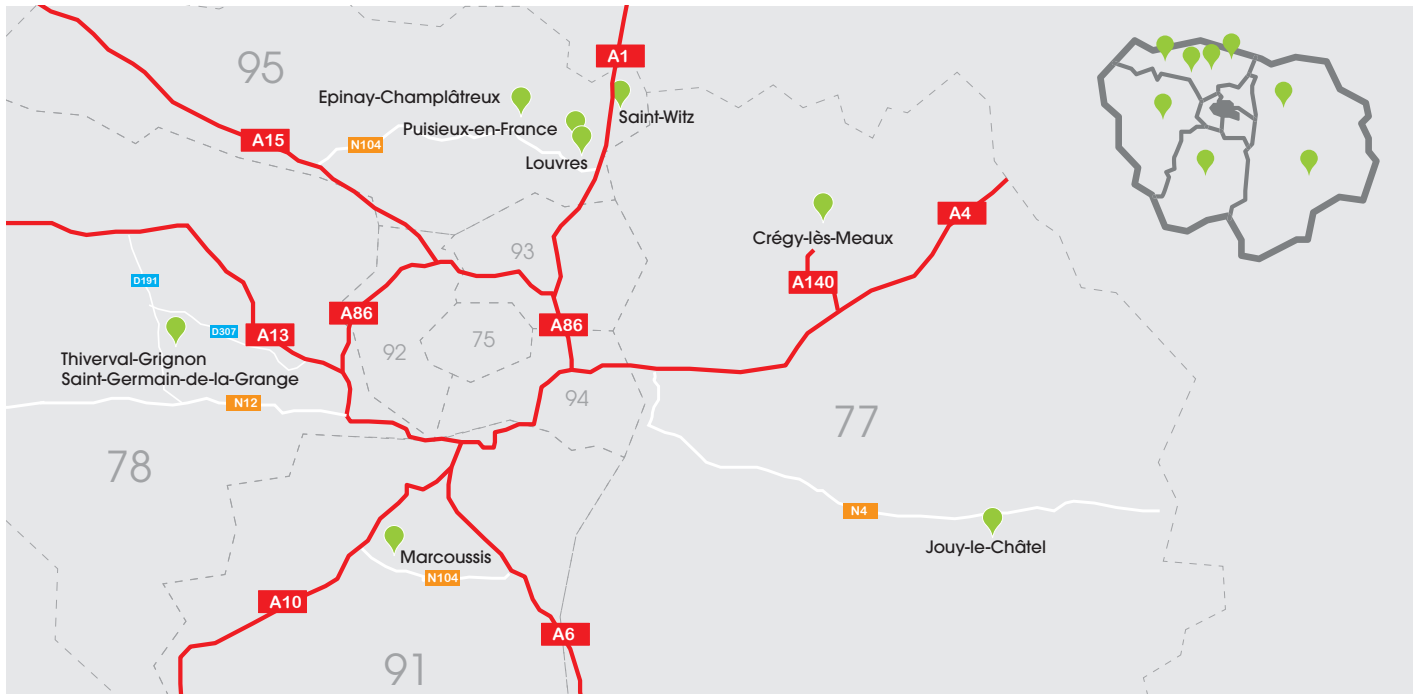 A1
95
Epinay-Champlâtreux
Saint-Witz
Puisieux-en-France
A15
N104
Louvres
A4
Crégy-lès-Meaux
93
D191
A140
A86
A86
D307
A13
75
92
Thiverval-Grignon
Saint-Germain-de-la-Grange
94
N12
77
78
N4
Jouy-le-Châtel
Marcoussis
N104
A10
A6
91